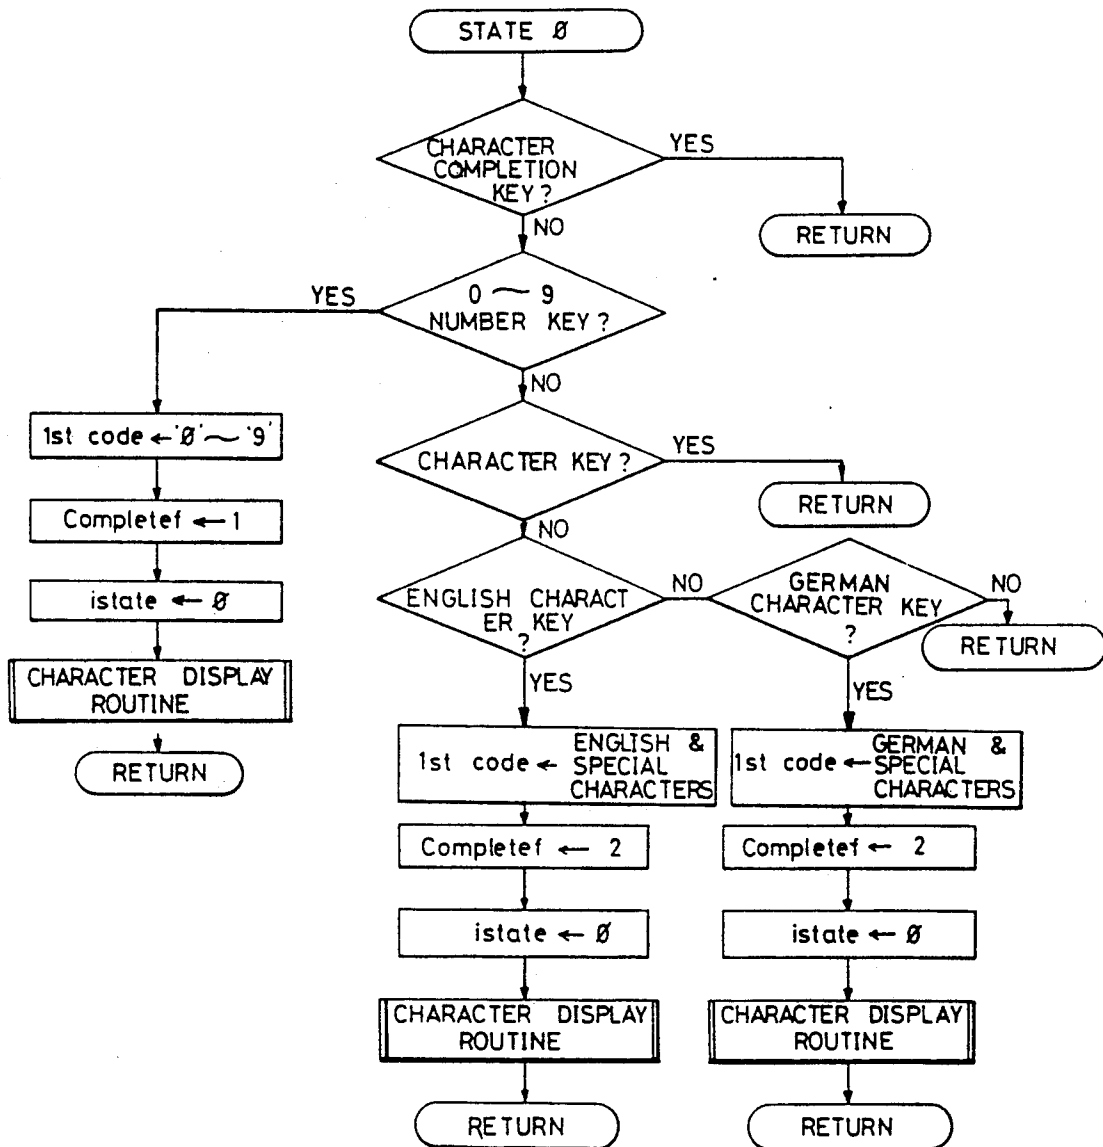 STATE Ø
CHARACTER
COMPLETION
KEY?
YES
RETURN
NO
0 ~ 9
NUMBER KEY?
YES
NO
1st code ← 'Ø' ~ '9'
Completef ← 1
istate ← Ø
CHARACTER DISPLAY
ROUTINE
RETURN
CHARACTER KEY?
YES
RETURN
NO
ENGLISH CHARACT
ER KEY
?
NO
GERMAN
CHARACTER KEY
?
NO
RETURN
YES
1st code ← ENGLISH &
SPECIAL
CHARACTERS
Completef ← 2
istate ← Ø
CHARACTER DISPLAY
ROUTINE
RETURN
YES
1st code ← GERMAN &
SPECIAL
CHARACTERS
Completef ← 2
istate ← Ø
CHARACTER DISPLAY
ROUTINE
RETURN